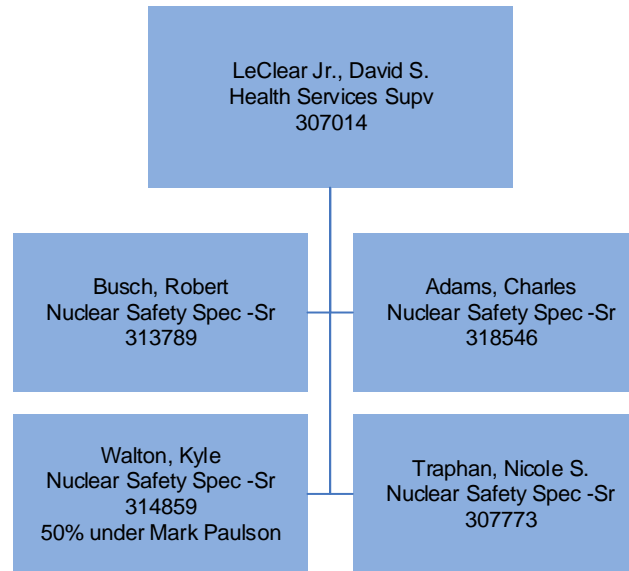 LeClear Jr., David S.
Health Services Supv
307014
Busch, Robert
Nuclear Safety Spec -Sr
313789
Adams, Charles
Nuclear Safety Spec -Sr
318546
Walton, Kyle
Nuclear Safety Spec -Sr
314859
50% under Mark Paulson
Traphan, Nicole S.
Nuclear Safety Spec -Sr
307773